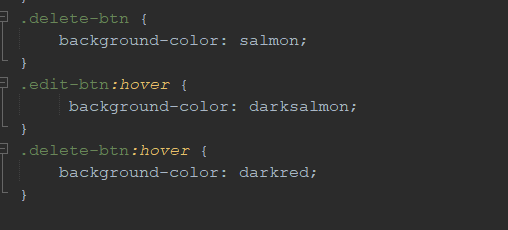 }
.delete-btn {
    background-color: salmon;
}
.edit-btn:hover {
     background-color: darksalmon;
}
.delete-btn:hover {
    background-color: darkred;
}